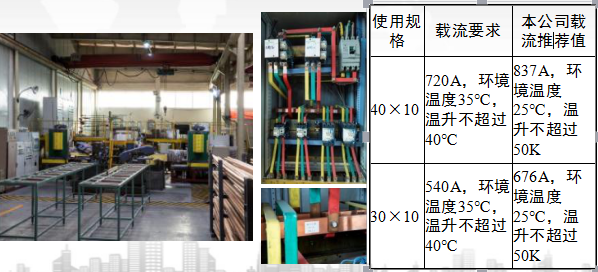 使用规
格
载流要求
本公司载
流推荐值
40×10
720A，环境
温度35℃，
温升不超过
40℃
837A，环
境温度
25℃，温
升不超过
50K
30×10
540A，环境
温度35℃，
温升不超过
40℃
676A，环
境温度
25℃，温
升不超过
50K